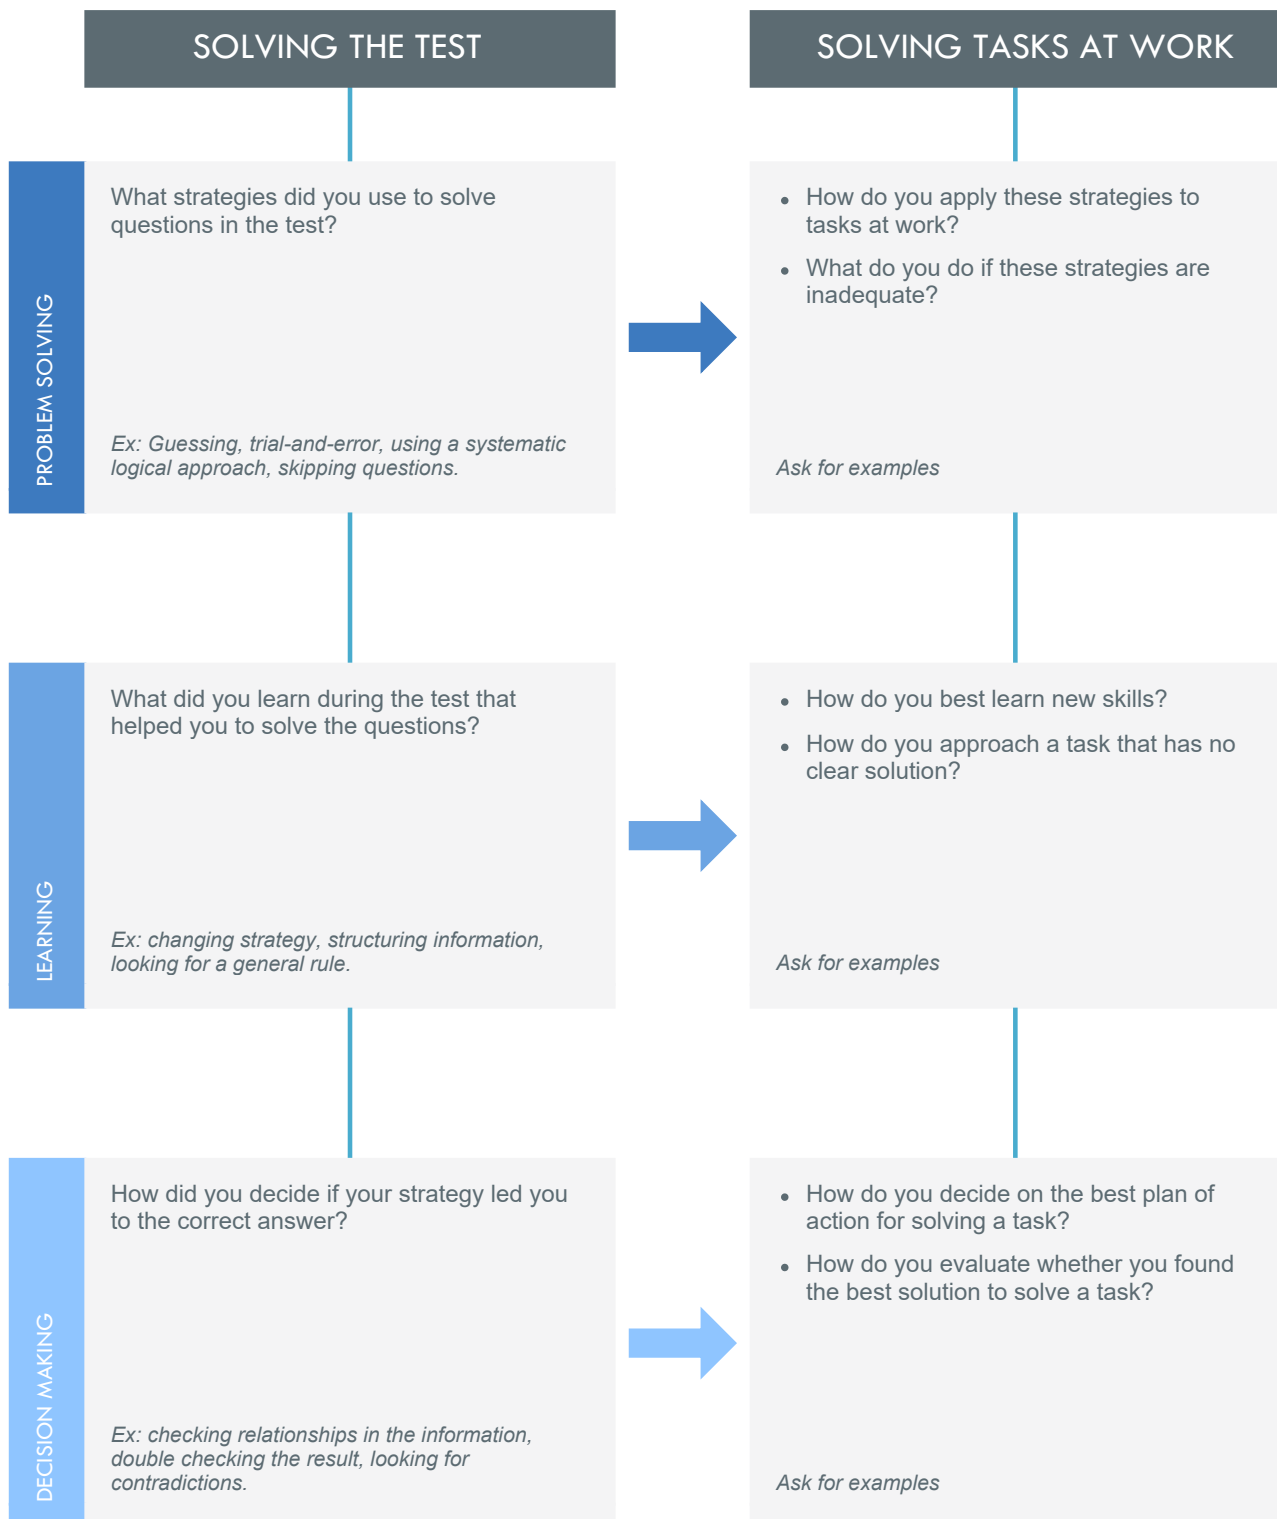 SOLVING THE TEST
SOLVING TASKS AT WORK
PROBLEM SOLVING
What strategies did you use to solve
questions in the test?
Ex: Guessing, trial-and-error, using a systematic
logical approach, skipping questions.
• How do you apply these strategies to
tasks at work?
• What do you do if these strategies are
inadequate?
Ask for examples
LEARNING
What did you learn during the test that
helped you to solve the questions?
Ex: changing strategy, structuring information,
looking for a general rule.
• How do you best learn new skills?
• How do you approach a task that has no
clear solution?
Ask for examples
DECISION MAKING
How did you decide if your strategy led you
to the correct answer?
Ex: checking relationships in the information,
double checking the result, looking for
contradictions.
• How do you decide on the best plan of
action for solving a task?
• How do you evaluate whether you found
the best solution to solve a task?
Ask for examples